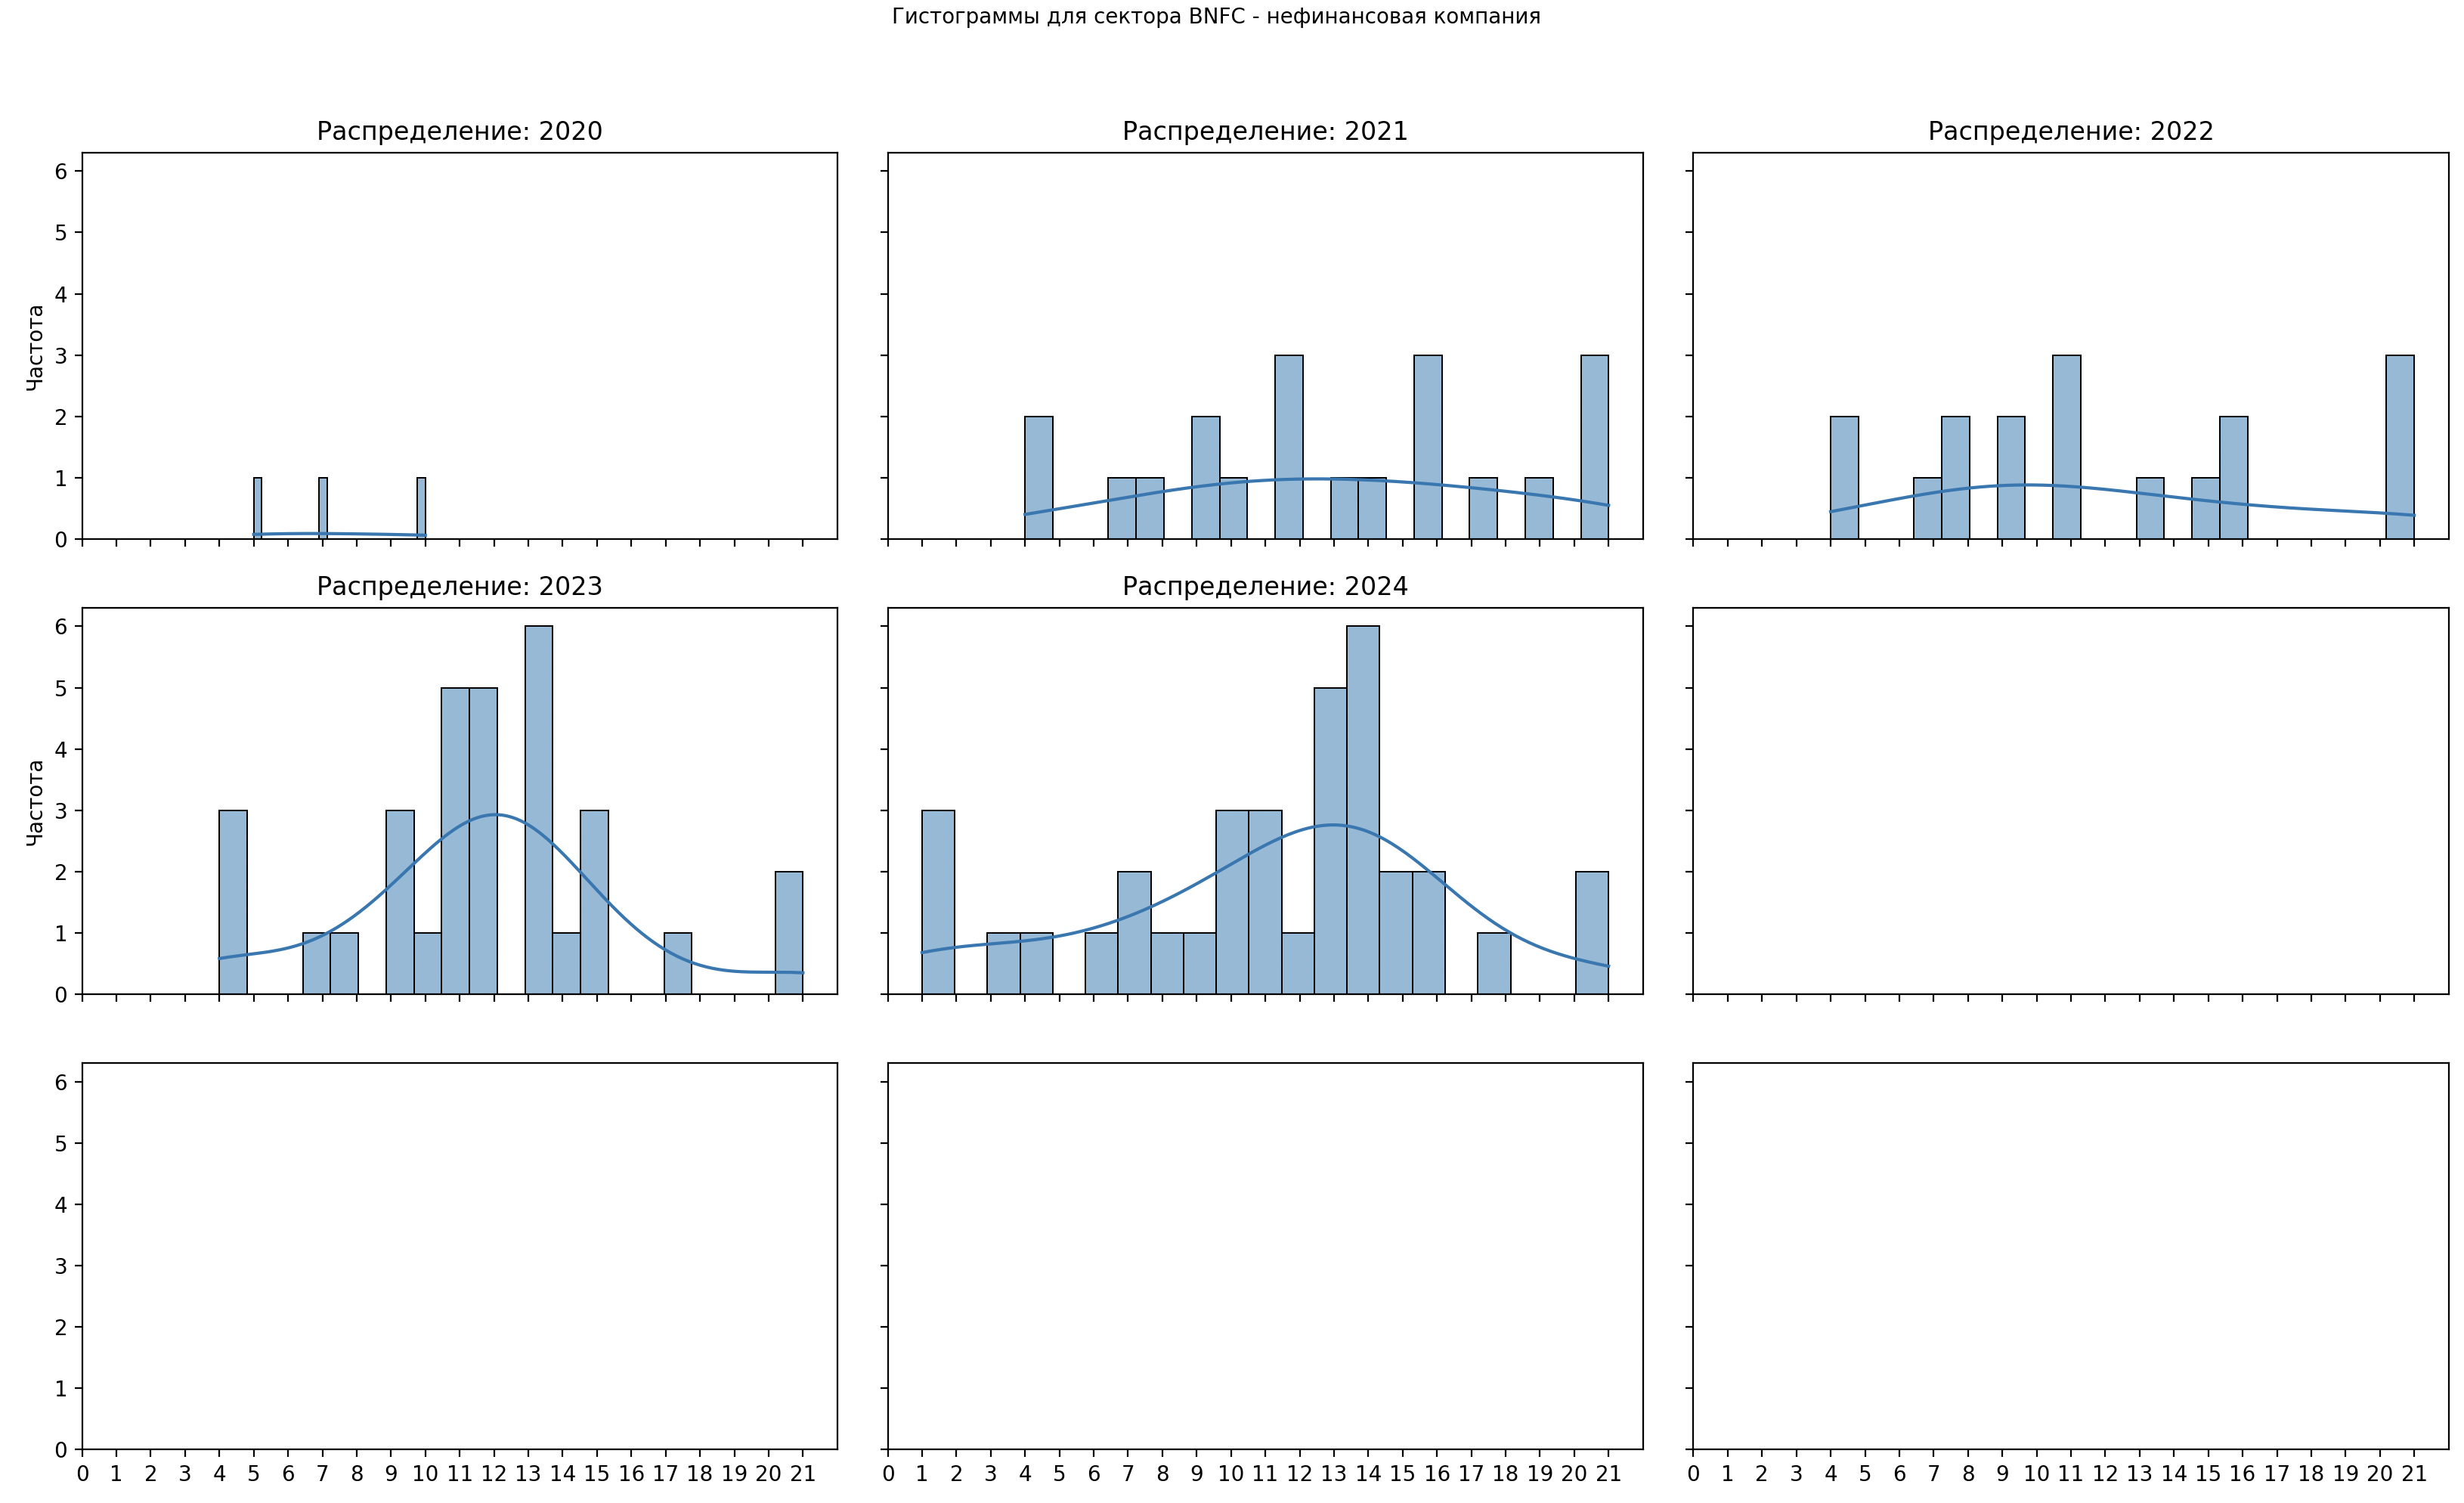 Гистограммы для сектора BNFC - нефинансовая компания
Распределение: 2020
Распределение: 2021
Распределение: 2022
6
5
4
3
2
1
0
Частота
Распределение: 2023
Распределение: 2024
6
5
4
3
2
1
0
Частота
6
5
4
3
2
1
0
0 1 2 3 4 5 6 7 8 9 10 11 12 13 14 15 16 17 18 19 20 21
0 1 2 3 4 5 6 7 8 9 10 11 12 13 14 15 16 17 18 19 20 21
0 1 2 3 4 5 6 7 8 9 10 11 12 13 14 15 16 17 18 19 20 21